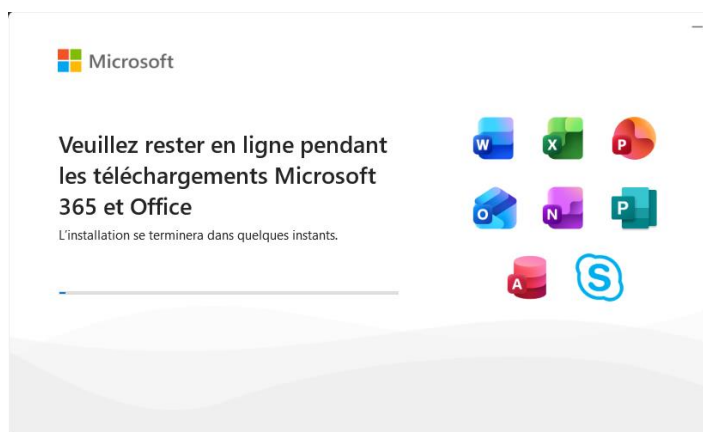 Microsoft
Veuillez rester en ligne pendant
les téléchargements Microsoft
365 et Office
L'installation se terminera dans quelques instants.
W
X
P
O
N
P
A
S